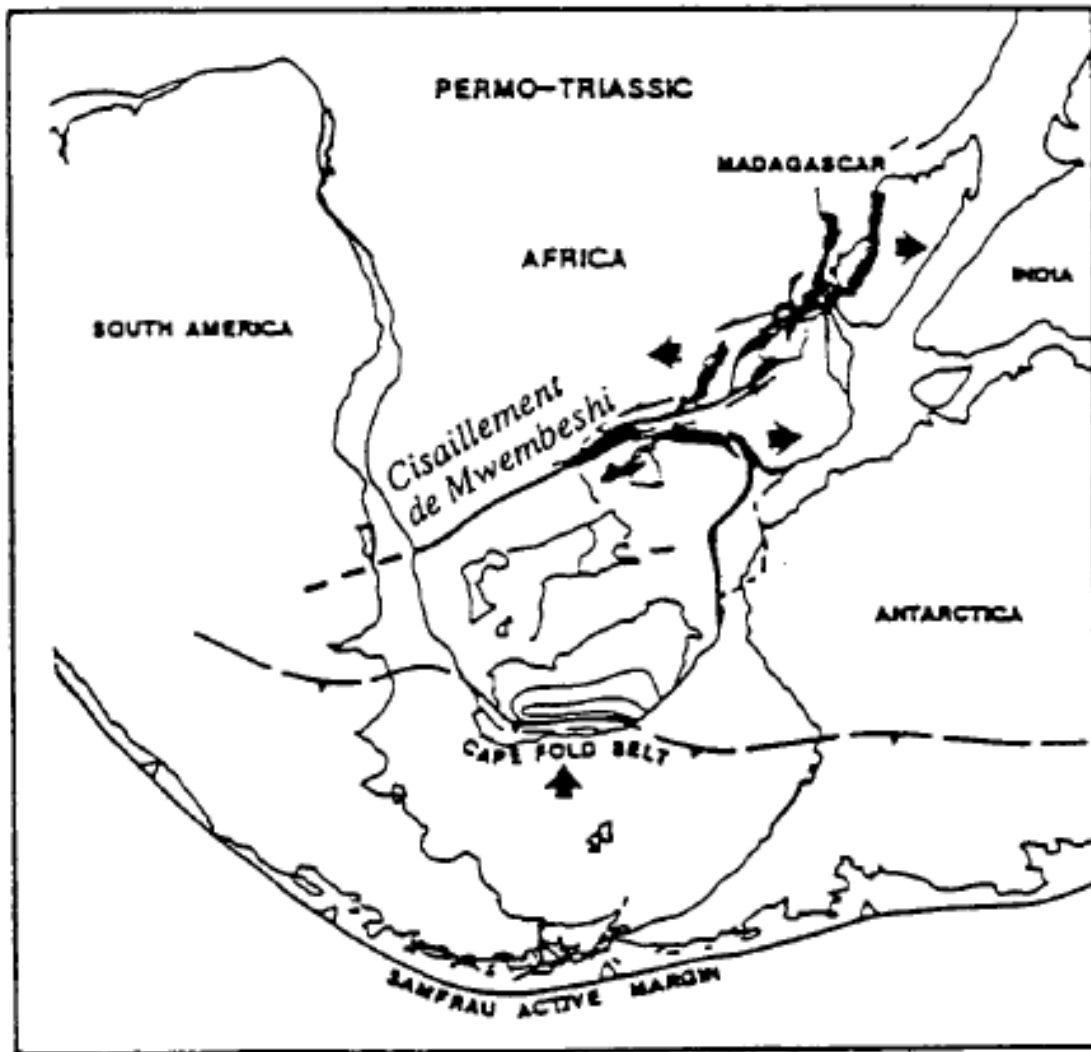 PERMO-TRIASSIC
MADAGASCAR
AFRICA
INDIA
SOUTH AMERICA
Cisaillement
de Mwembeshi
ANTARCTICA
CAPE FOLD BELT
SAMFRAU ACTIVE MARGIN